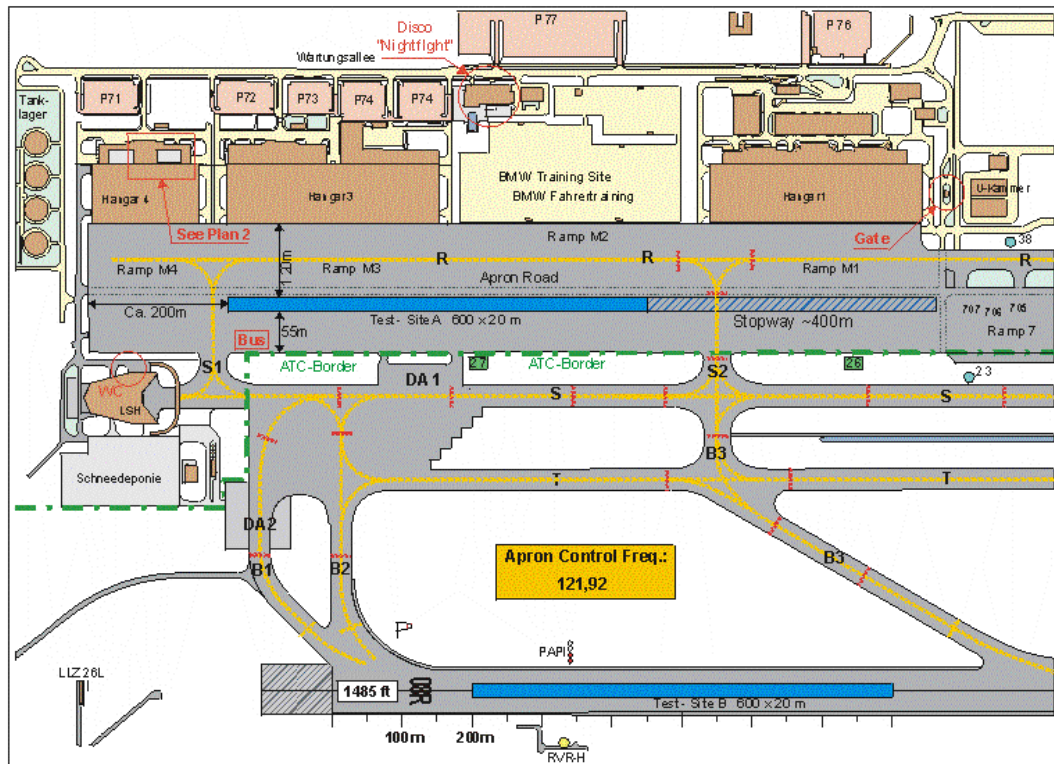 P 77
P 76
Disco
"Nightflght"
Wartungsallee
Tank-
lager
P71
P72
P73
P74
P74
BMW Training Site
BMW Fahrertraining
Hangar 4
Hangar3
Hangar1
U-Kammer
See Plan 2
Gate
38
Ramp M2
120m
Ramp M4
Ramp M3
R
R
Ramp M1
R
Apron Road
Ca. 200m
55m
Test- Site A 600 x 20 m
Stopway ~400m
707 706 705
Ramp 7
Bus
S1
ATC-Border
27
ATC-Border
S2
26
DA 1
23
WC
LSH
S
S
B3
Schneedeponie
T
T
DA2
B1
B2
Apron Control Freq.:
121,92
B3
PAPI
LLZ 26L
1485 ft
08R
Test- Site B 600 x 20 m
100m
200m
RVR-H